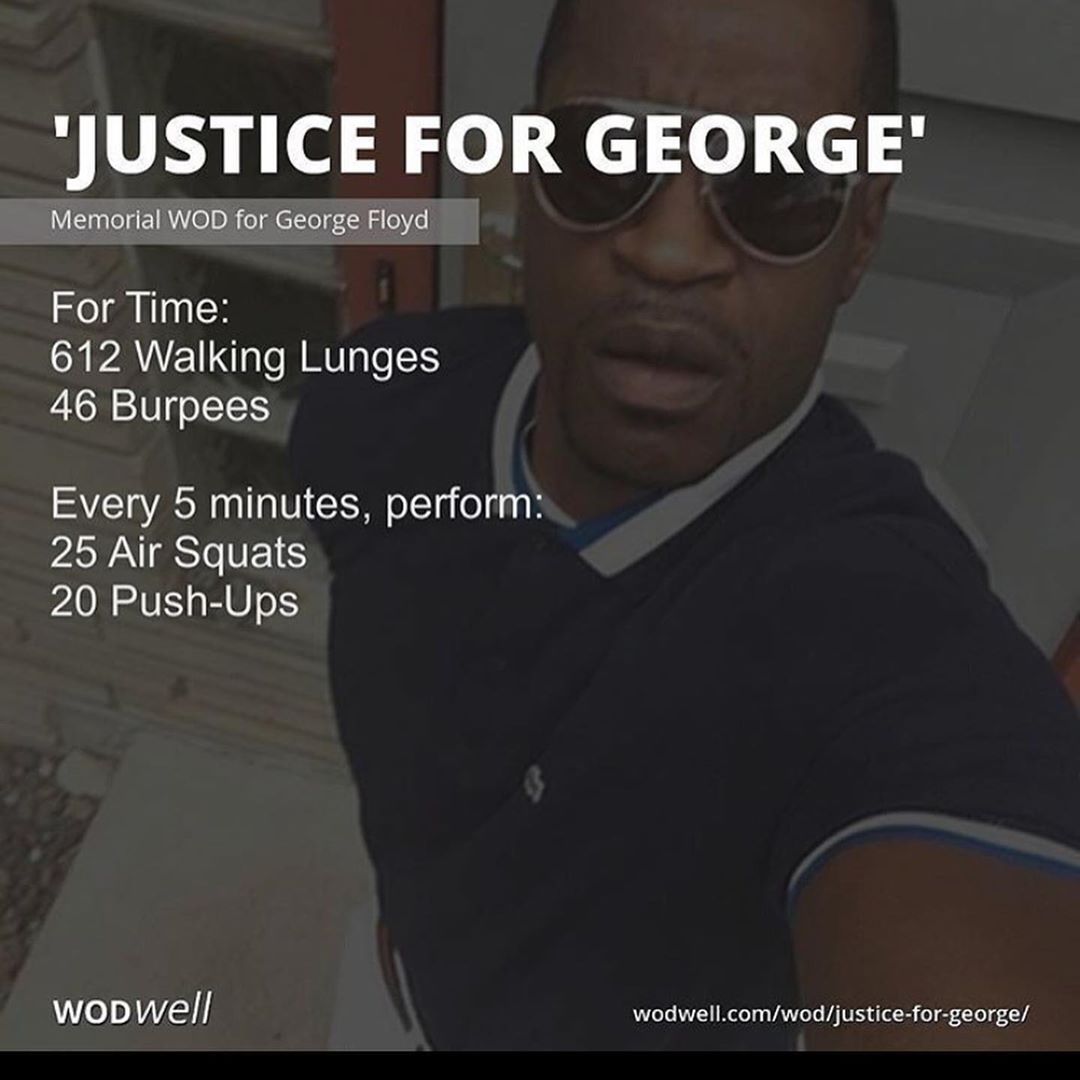 'JUSTICE FOR GEORGE'
Memorial WOD for George Floyd
For Time:
612 Walking Lunges
46 Burpees
Every 5 minutes, perform:
25 Air Squats
20 Push-Ups
WODwell
wodwell.com/wod/justice-for-george/